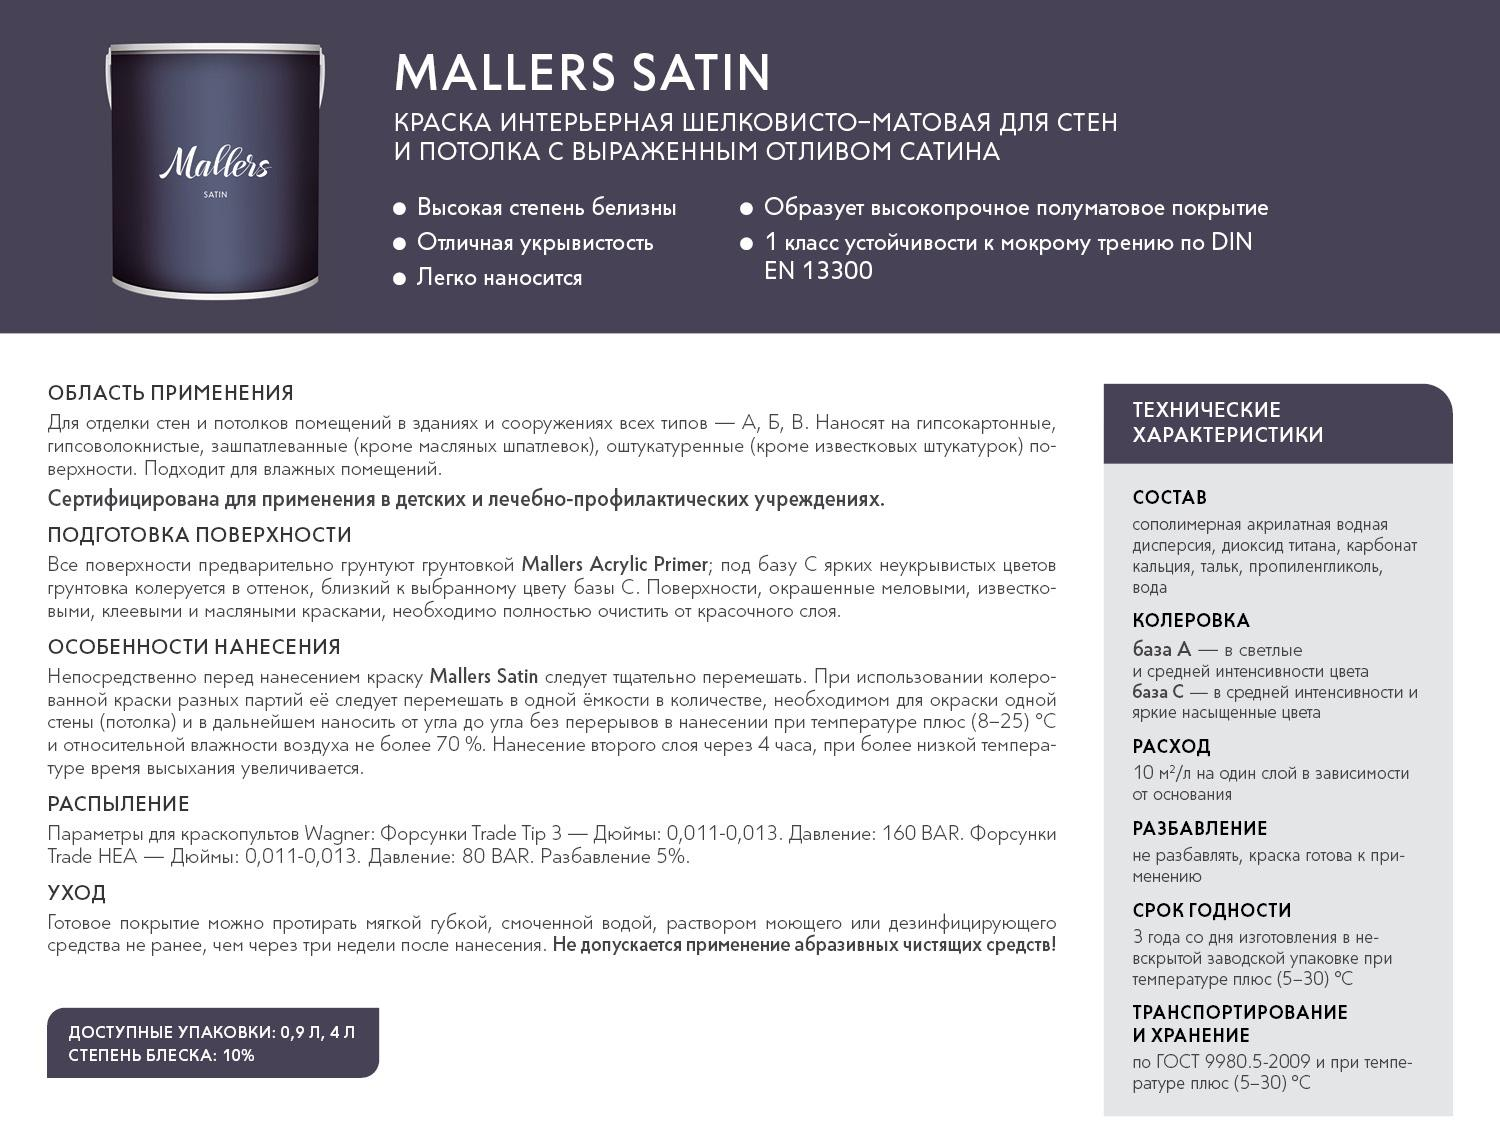 Mallers
SATIN
MALLERS SATIN
КРАСКА ИНТЕРЬЕРНАЯ ШЕЛКОВИСТО–МАТОВАЯ ДЛЯ СТЕН
И ПОТОЛКА С ВЫРАЖЕННЫМ ОТЛИВОМ САТИНА
● Высокая степень белизны
● Отличная укрывистость
● Легко наносится
● Образует высокопрочное полуматовое покрытие
● 1 класс устойчивости к мокрому трению по DIN
EN 13300
ОБЛАСТЬ ПРИМЕНЕНИЯ
Для отделки стен и потолков помещений в зданиях и сооружениях всех типов — А, Б, В. Наносят на гипсокартонные,
гипсоволокнистые, зашпатлеванные (кроме масляных шпатлевок), оштукатуренные (кроме известковых штукатурок) по-
верхности. Подходит для влажных помещений.
Сертифицирована для применения в детских и лечебно-профилактических учреждениях.
ПОДГОТОВКА ПОВЕРХНОСТИ
Все поверхности предварительно грунтуют грунтовкой Mallers Acrylic Primer; под базу С ярких неукрывистых цветов
грунтовка колеруется в оттенок, близкий к выбранному цвету базы С. Поверхности, окрашенные меловыми, известко-
выми, клеевыми и масляными красками, необходимо полностью очистить от красочного слоя.
ОСОБЕННОСТИ НАНЕСЕНИЯ
Непосредственно перед нанесением краску Mallers Satin следует тщательно перемешать. При использовании колеро-
ванной краски разных партий её следует перемешать в одной ёмкости в количестве, необходимом для окраски одной
стены (потолка) и в дальнейшем наносить от угла до угла без перерывов в нанесении при температуре плюс (8–25) °С
и относительной влажности воздуха не более 70 %. Нанесение второго слоя через 4 часа, при более низкой темпера-
туре время высыхания увеличивается.
РАСПЫЛЕНИЕ
Параметры для краскопультов Wagner: Форсунки Trade Tip 3 — Дюймы: 0,011-0,013. Давление: 160 BAR. Форсунки
Trade HEA — Дюймы: 0,011-0,013. Давление: 80 BAR. Разбавление 5%.
УХОД
Готовое покрытие можно протирать мягкой губкой, смоченной водой, раствором моющего или дезинфицирующего
средства не ранее, чем через три недели после нанесения. Не допускается применение абразивных чистящих средств!
ДОСТУПНЫЕ УПАКОВКИ: 0,9 Л, 4 Л
СТЕПЕНЬ БЛЕСКА: 10%
ТЕХНИЧЕСКИЕ
ХАРАКТЕРИСТИКИ
СОСТАВ
сополимерная акрилатная водная
дисперсия, диоксид титана, карбонат
кальция, тальк, пропиленгликоль,
вода
КОЛЕРОВКА
база А — в светлые
и средней интенсивности цвета
база С — в средней интенсивности и
яркие насыщенные цвета
РАСХОД
10 м²/л на один слой в зависимости
от основания
РАЗБАВЛЕНИЕ
не разбавлять, краска готова к при-
менению
СРОК ГОДНОСТИ
3 года со дня изготовления в не-
вскрытой заводской упаковке при
температуре плюс (5–30) °С
ТРАНСПОРТИРОВАНИЕ
И ХРАНЕНИЕ
по ГОСТ 9980.5-2009 и при темпе-
ратуре плюс (5–30) °С